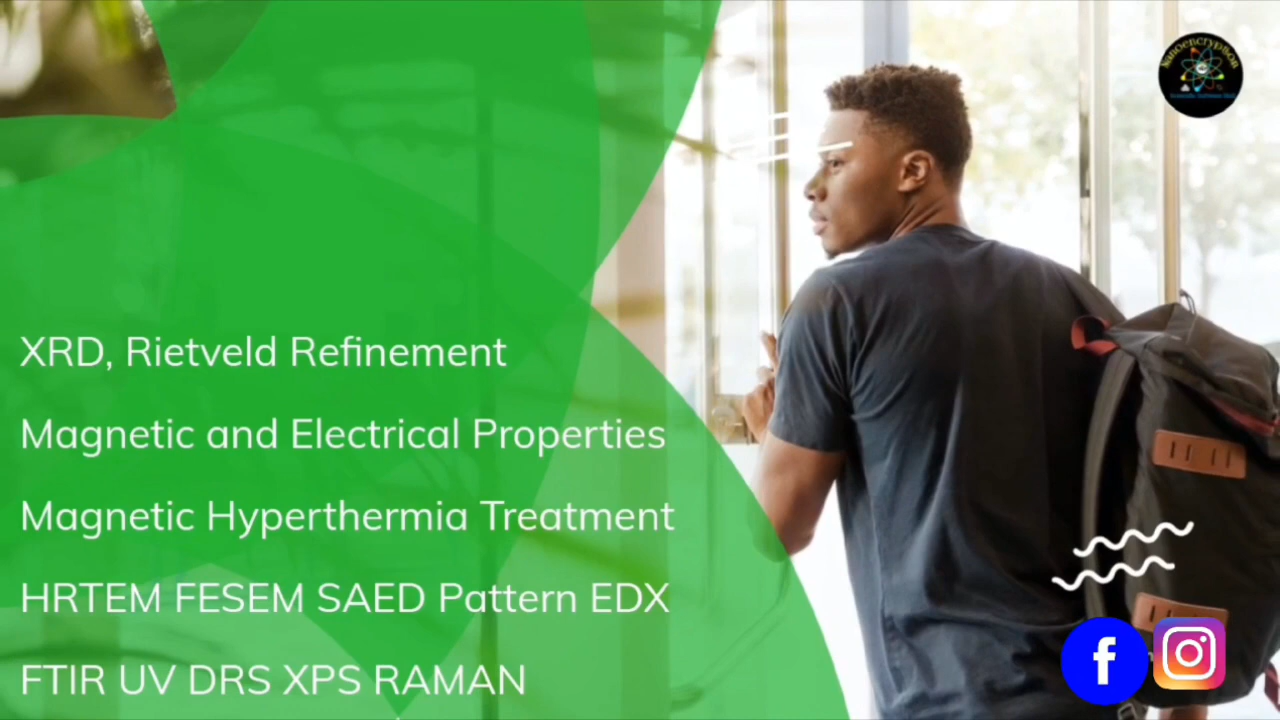 Nanoencryption
XRD, Rietveld Refinement
Magnetic and Electrical Properties
Magnetic Hyperthermia Treatment
HRTEM FESEM SAED Pattern EDX
FTIR UV DRS XPS RAMAN